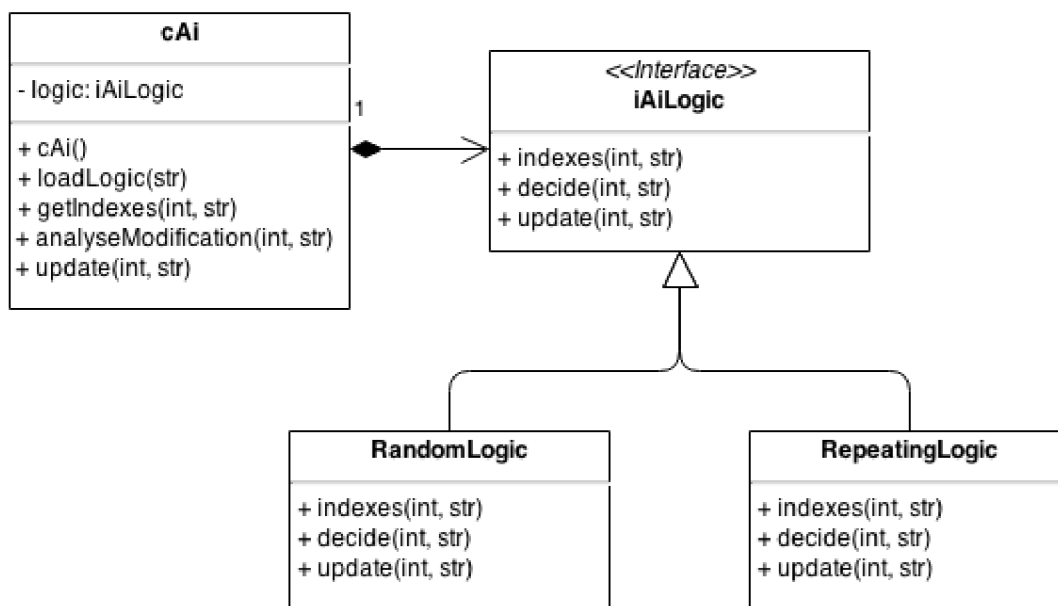 cAi
- logic: iAiLogic
+ cAi()
+ loadLogic(str)
+ getIndexes(int, str)
+ analyseModification(int, str)
+ update(int, str)
1
<<Interface>>
iAiLogic
+ indexes(int, str)
+ decide(int, str)
+ update(int, str)
RandomLogic
+ indexes(int, str)
+ decide(int, str)
+ update(int, str)
RepeatingLogic
+ indexes(int, str)
+ decide(int, str)
+ update(int, str)